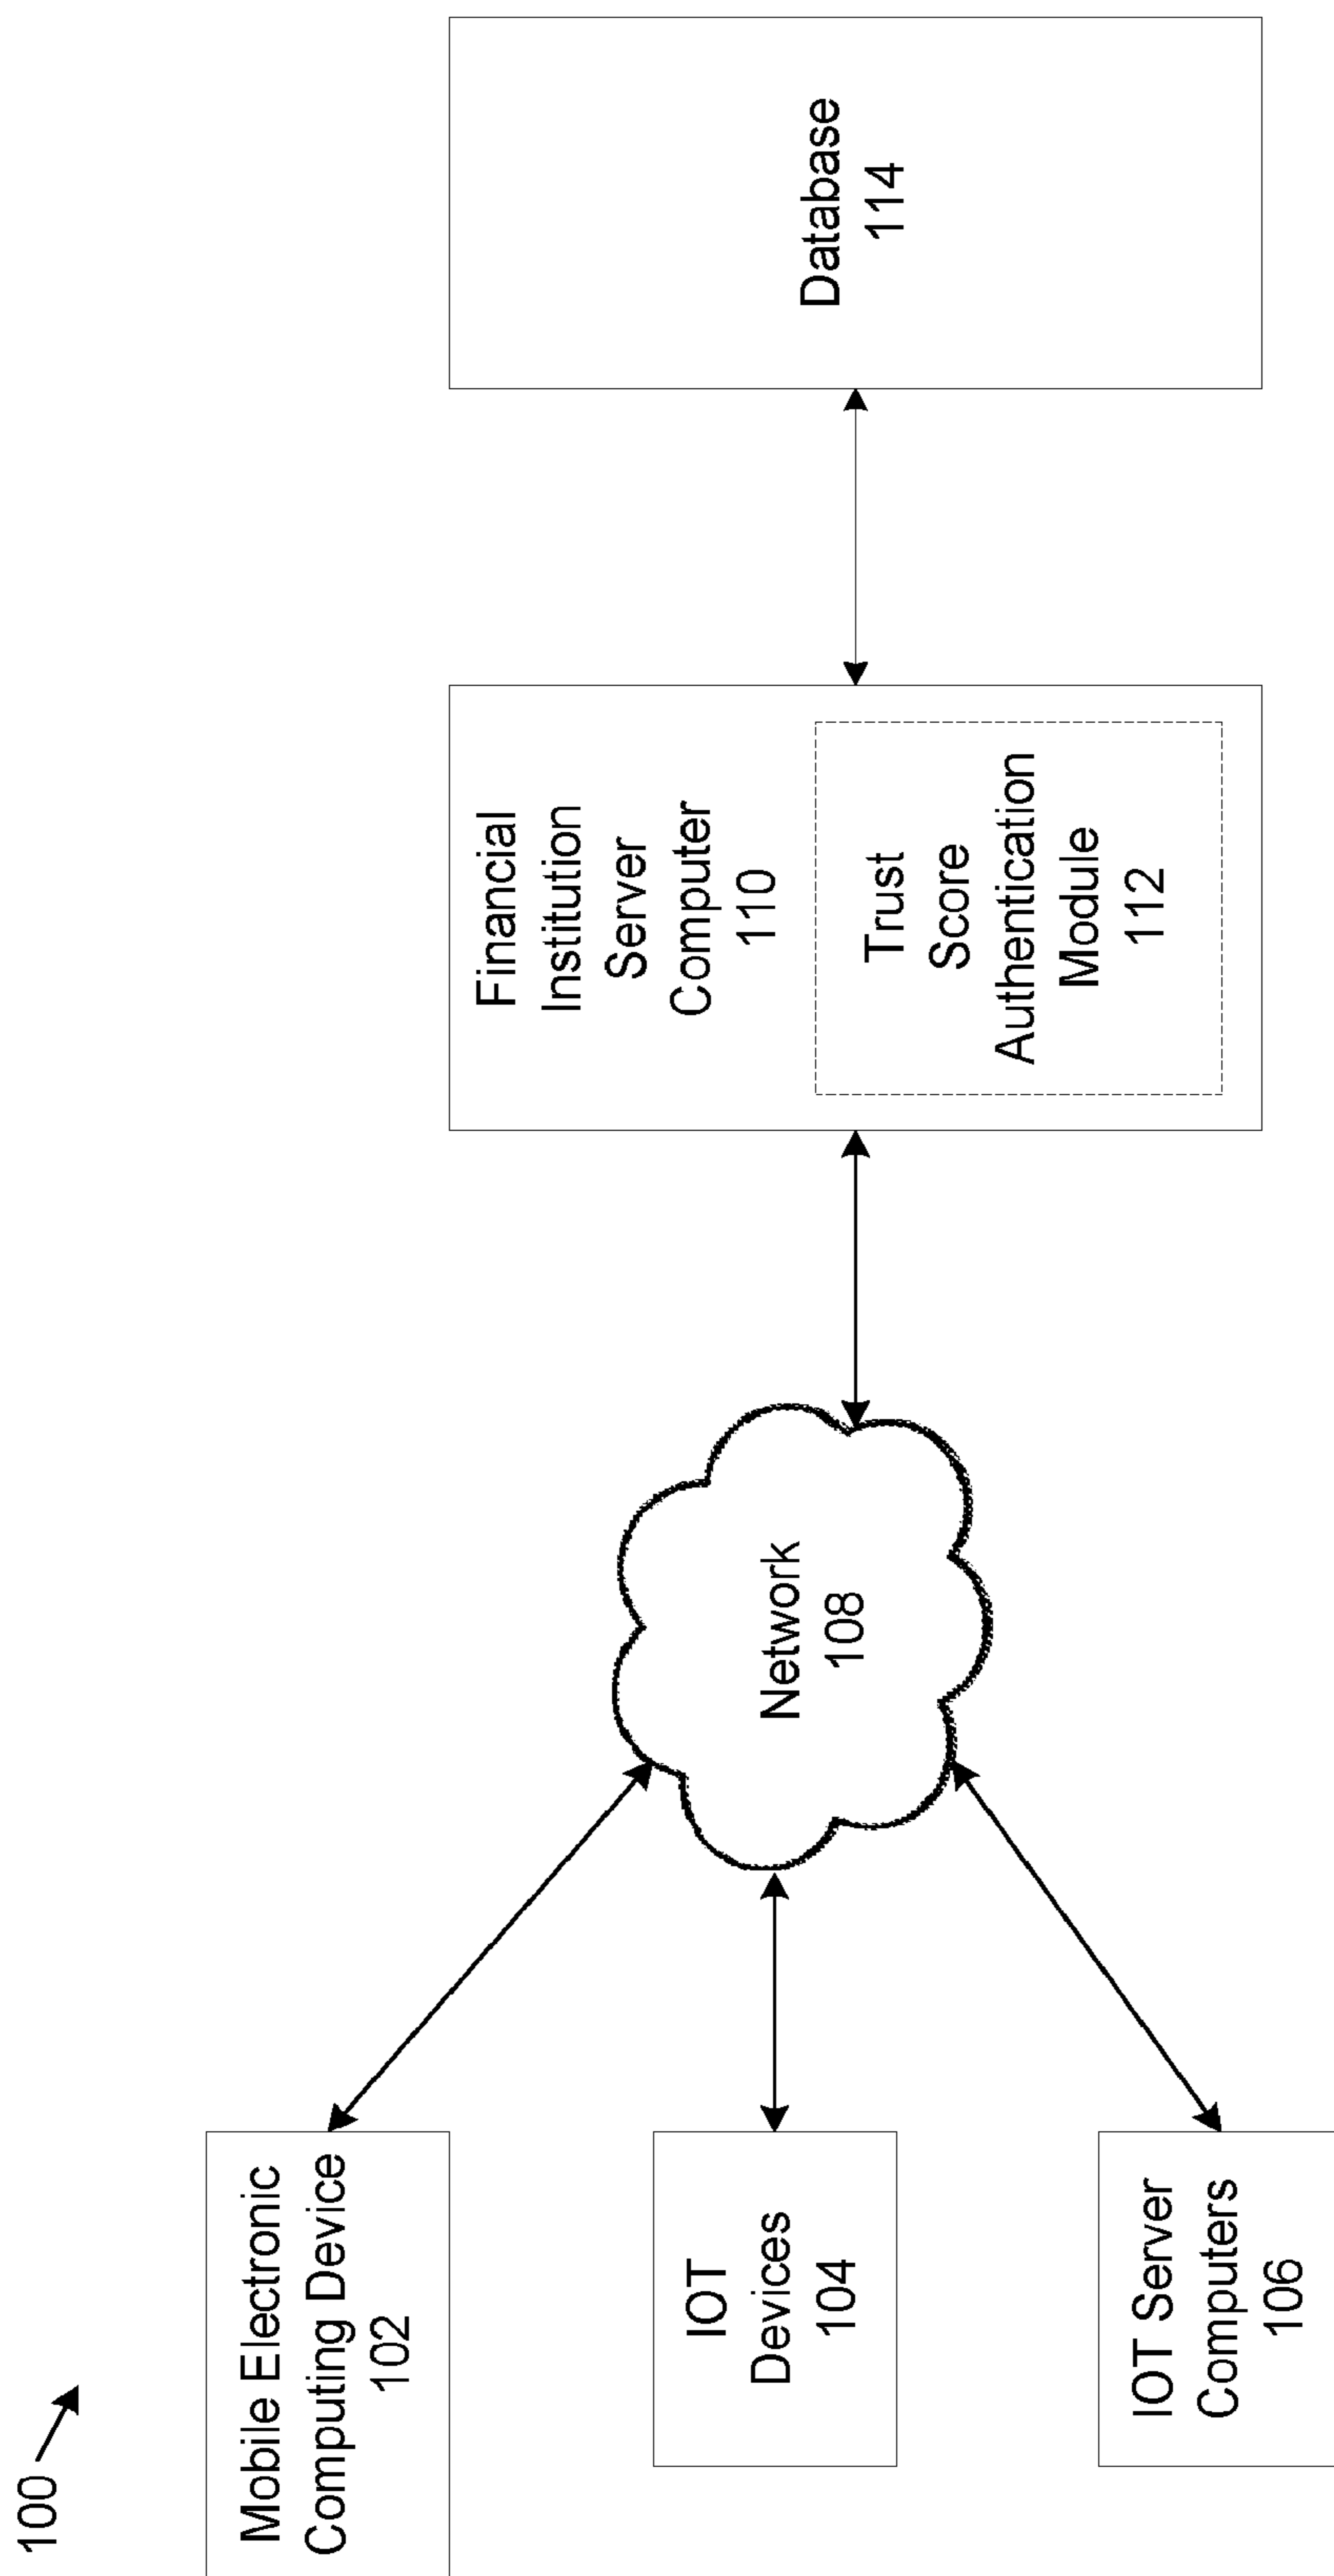 100
Mobile Electronic
Computing Device
102
IOT
Devices
104
IOT Server
Computers
106
Network
108
Financial
Institution
Server
Computer
110
Trust
Score
Authentication
Module
112
Database
114